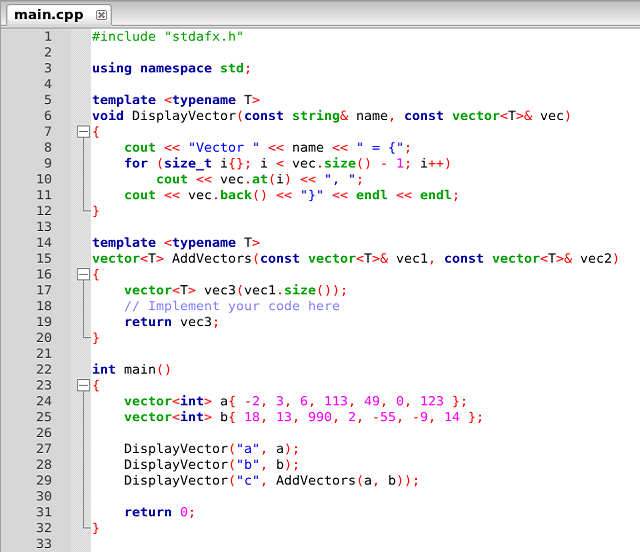 main.cpp
1 #include "stdafx.h"
2
3 using namespace std;
4
5 template <typename T>
6 void DisplayVector(const string& name, const vector<T>& vec)
7 {
8     cout << "Vector " << name << " = {";
9     for (size_t i{}; i < vec.size() - 1; i++)
10         cout << vec.at(i) << ", ";
11     cout << vec.back() << "}" << endl << endl;
12 }
13
14 template <typename T>
15 vector<T> AddVectors(const vector<T>& vec1, const vector<T>& vec2)
16 {
17     vector<T> vec3(vec1.size());
18     // Implement your code here
19     return vec3;
20 }
21
22 int main()
23 {
24     vector<int> a{ -2, 3, 6, 113, 49, 0, 123 };
25     vector<int> b{ 18, 13, 990, 2, -55, -9, 14 };
26
27     DisplayVector("a", a);
28     DisplayVector("b", b);
29     DisplayVector("c", AddVectors(a, b));
30
31     return 0;
32 }
33